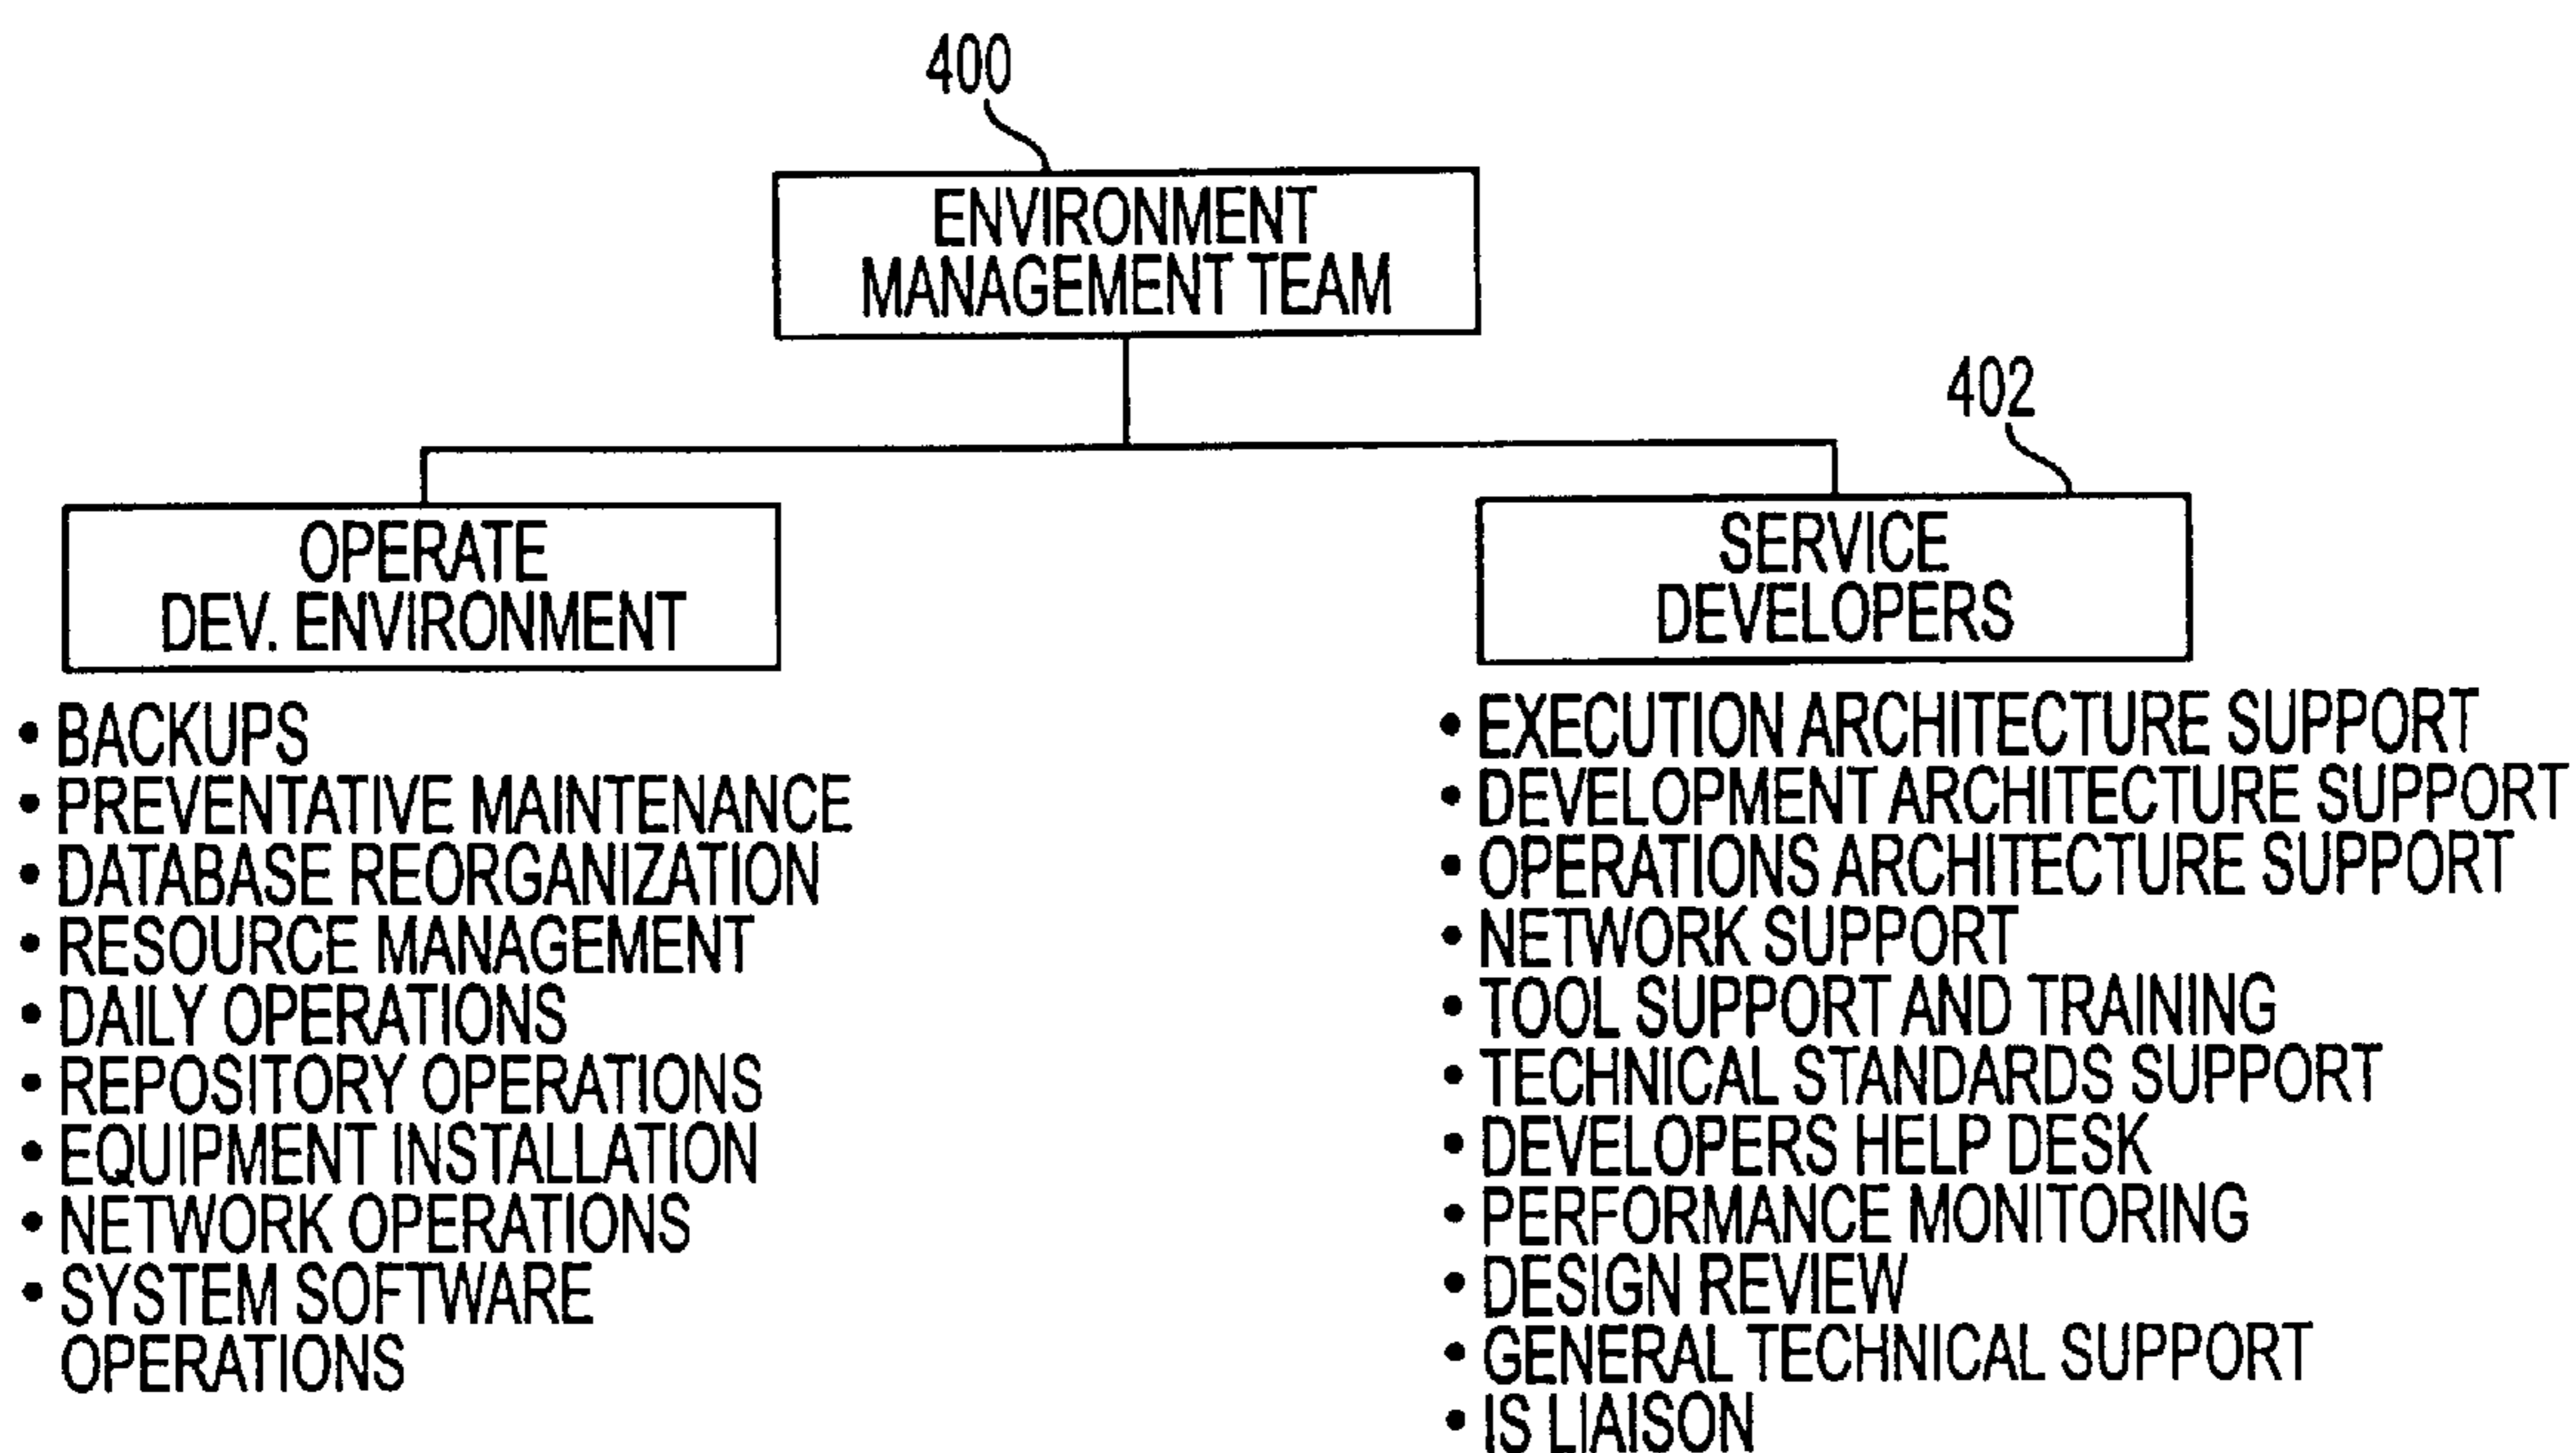 400
ENVIRONMENT
MANAGEMENT TEAM
402
OPERATE
DEV. ENVIRONMENT
• BACKUPS
• PREVENTATIVE MAINTENANCE
• DATABASE REORGANIZATION
• RESOURCE MANAGEMENT
• DAILY OPERATIONS
• REPOSITORY OPERATIONS
• EQUIPMENT INSTALLATION
• NETWORK OPERATIONS
• SYSTEM SOFTWARE
OPERATIONS
SERVICE
DEVELOPERS
• EXECUTION ARCHITECTURE SUPPORT
• DEVELOPMENT ARCHITECTURE SUPPORT
• OPERATIONS ARCHITECTURE SUPPORT
• NETWORK SUPPORT
• TOOL SUPPORT AND TRAINING
• TECHNICAL STANDARDS SUPPORT
• DEVELOPERS HELP DESK
• PERFORMANCE MONITORING
• DESIGN REVIEW
• GENERAL TECHNICAL SUPPORT
• IS LIAISON